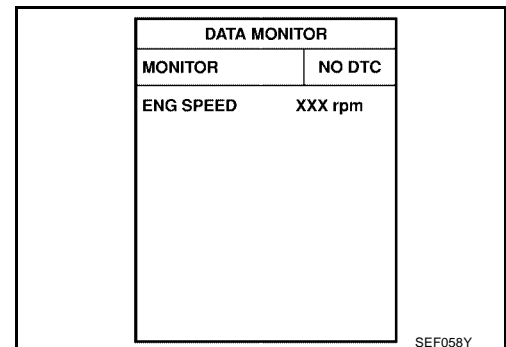 DATA MONITOR
MONITOR NO DTC
ENG SPEED XXX rpm
SEF058Y